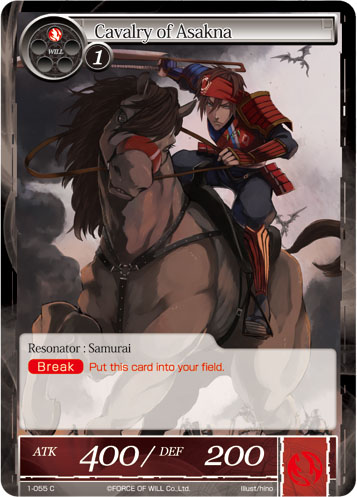 Cavalry of Asakna
WILL
1
Resonator : Samurai
Break Put this card into your field.
ATK 400 / DEF 200
1-055 C ©FORCE OF WILL Co.,Ltd. Illust/hino